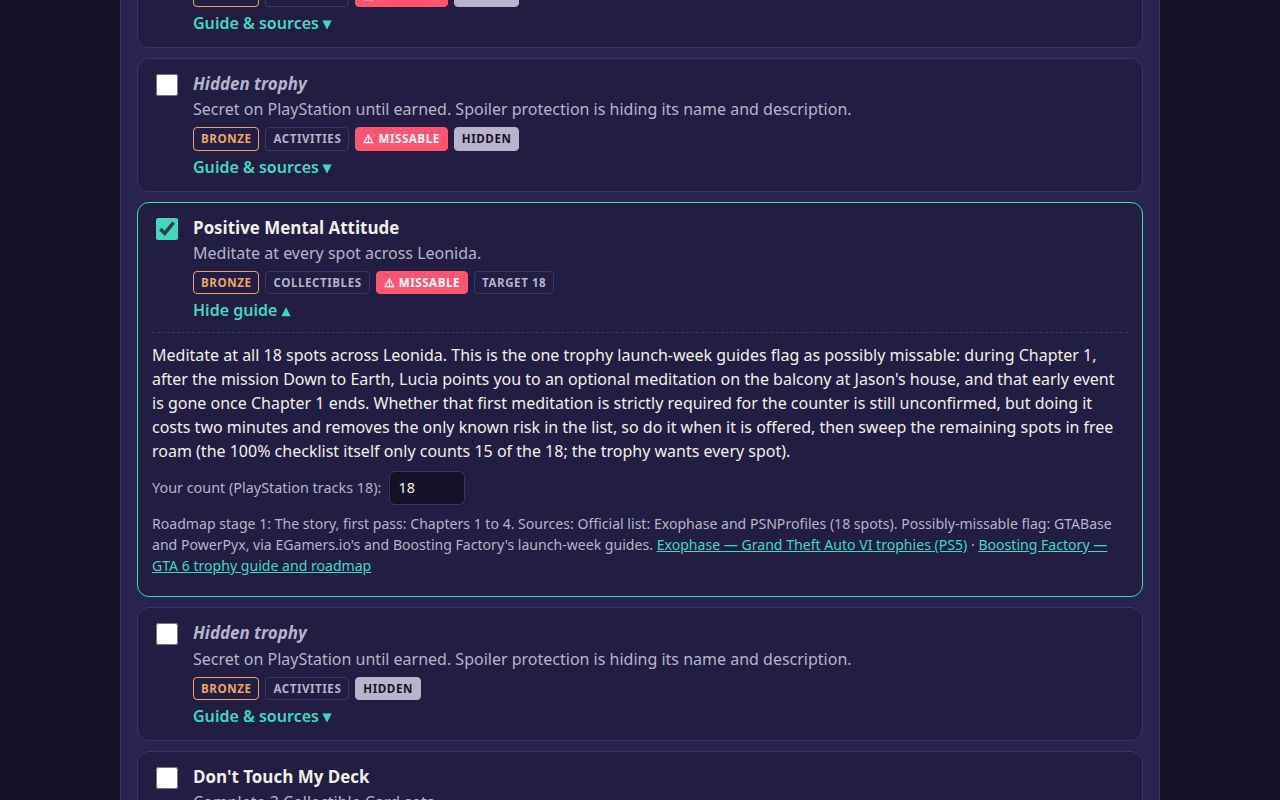 Guide & sources ▾
Hidden trophy
Secret on PlayStation until earned. Spoiler protection is hiding its name and description.
BRONZE ACTIVITIES ⚠ MISSABLE HIDDEN
Guide & sources ▾
Positive Mental Attitude
Meditate at every spot across Leonida.
BRONZE COLLECTIBLES ⚠ MISSABLE TARGET 18
Hide guide ▴
Meditate at all 18 spots across Leonida. This is the one trophy launch-week guides flag as possibly missable: during Chapter 1,
after the mission Down to Earth, Lucia points you to an optional meditation on the balcony at Jason's house, and that early event
is gone once Chapter 1 ends. Whether that first meditation is strictly required for the counter is still unconfirmed, but doing it
costs two minutes and removes the only known risk in the list, so do it when it is offered, then sweep the remaining spots in free
roam (the 100% checklist itself only counts 15 of the 18; the trophy wants every spot).
Your count (PlayStation tracks 18): 18
Roadmap stage 1: The story, first pass: Chapters 1 to 4. Sources: Official list: Exophase and PSNProfiles (18 spots). Possibly-missable flag: GTABase
and PowerPyx, via EGamers.io's and Boosting Factory's launch-week guides. Exophase — Grand Theft Auto VI trophies (PS5) · Boosting Factory —
GTA 6 trophy guide and roadmap
Hidden trophy
Secret on PlayStation until earned. Spoiler protection is hiding its name and description.
BRONZE ACTIVITIES HIDDEN
Guide & sources ▾
Don't Touch My Deck